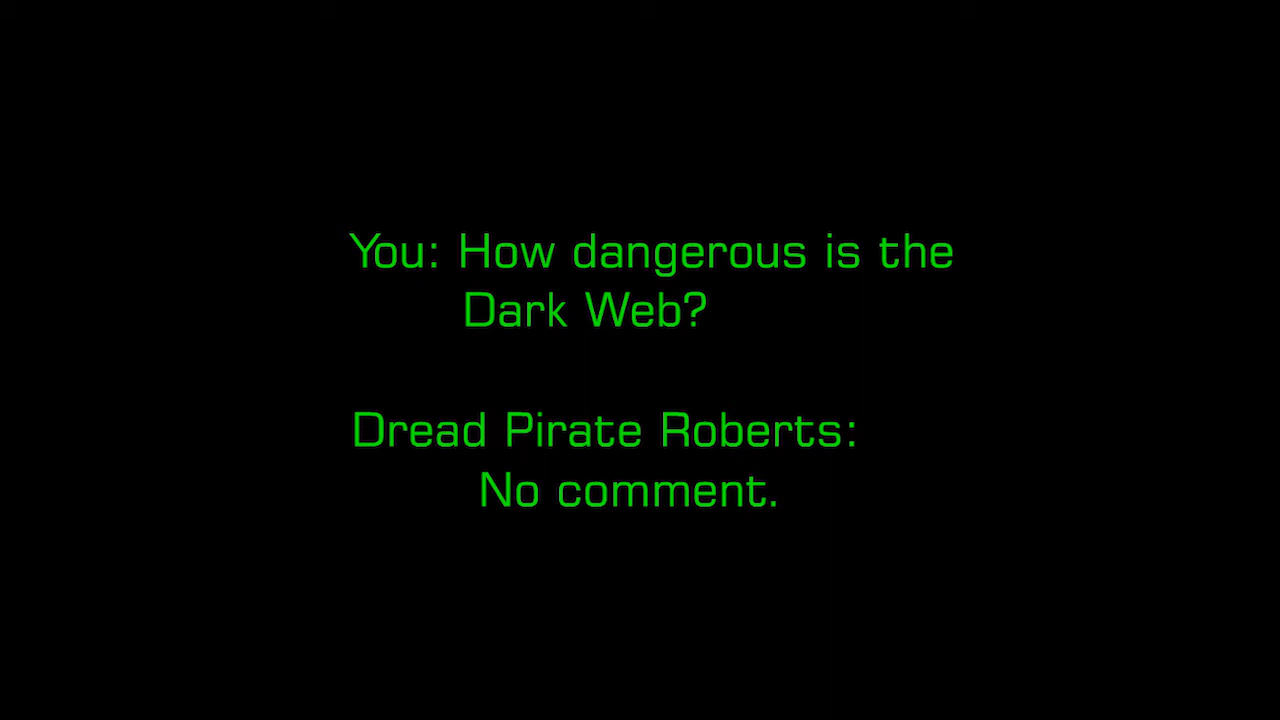 You: How dangerous is the
Dark Web?
Dread Pirate Roberts:
No comment.